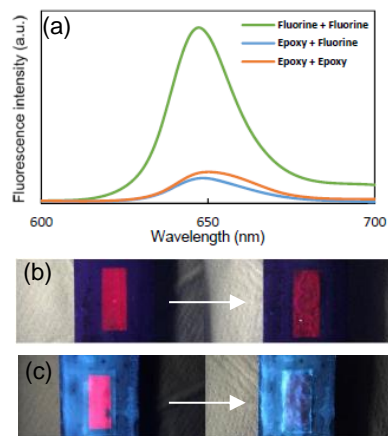 (a)
Fluorine + Fluorine
Epoxy + Fluorine
Epoxy + Epoxy
Fluorescence intensity (a.u.)
600
650
700
Wavelength (nm)
(b)
(c)